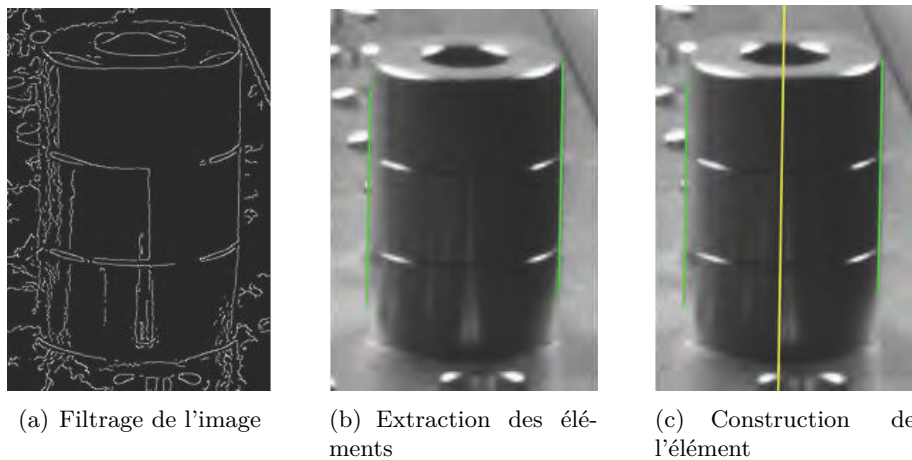 (a) Filtrage de l'image
(b) Extraction des élé-
ments
(c) Construction de
l'élément